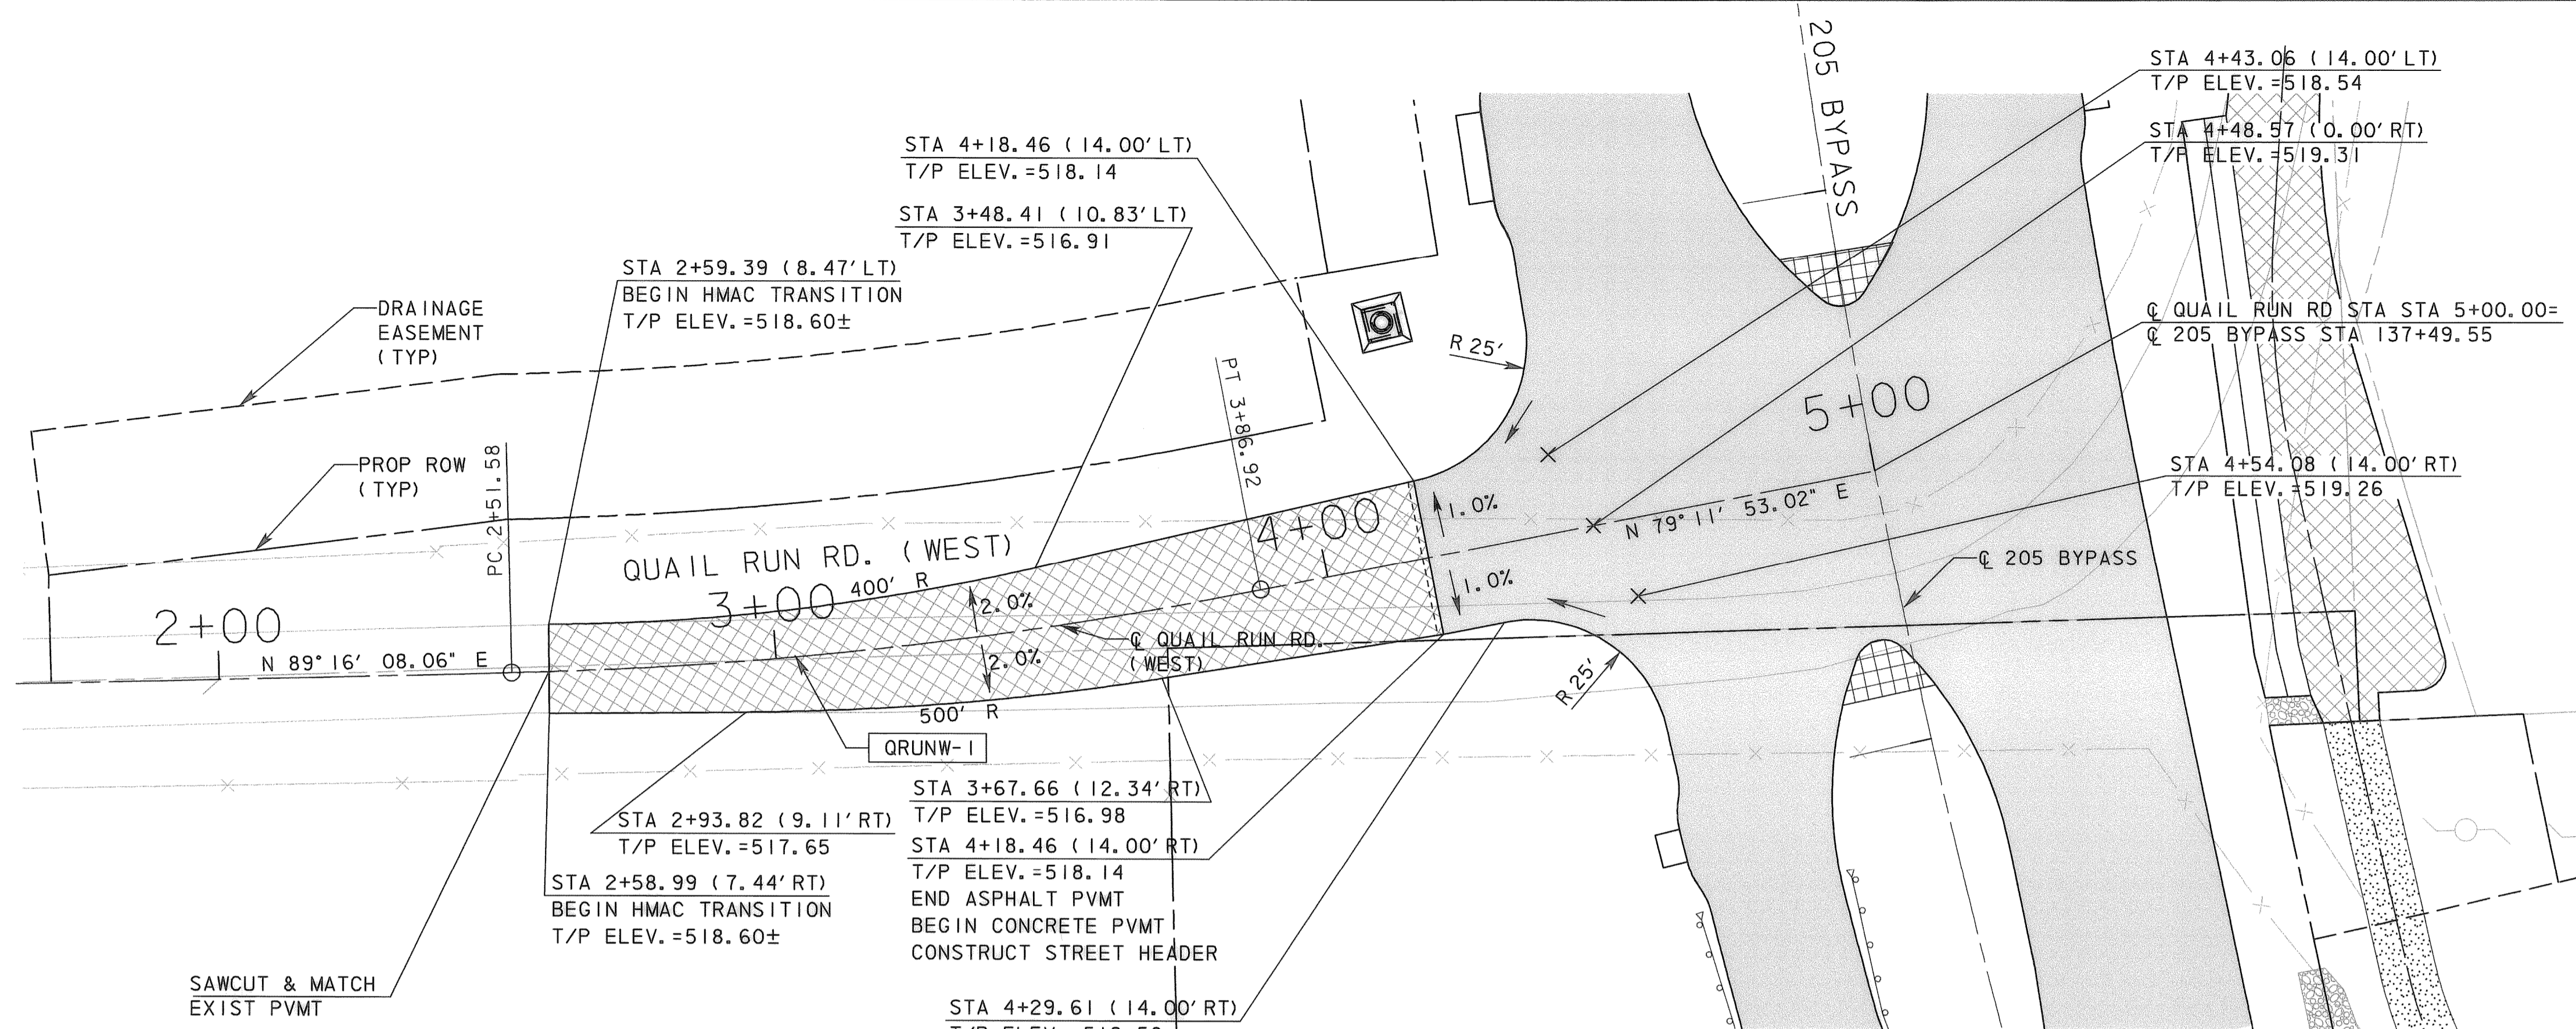 205 BYPASS
STA 4+43.06 (14.00' LT)
T/P ELEV.=518.54
STA 4+48.57 (0.00' RT)
T/P ELEV.=519.31
STA 4+18.46 (14.00' LT)
T/P ELEV.=518.14
STA 3+48.41 (10.83' LT)
T/P ELEV.=516.91
STA 2+59.39 (8.47' LT)
BEGIN HMAC TRANSITION
T/P ELEV.=518.60±
DRAINAGE
EASEMENT
(TYP)
℄ QUAIL RUN RD STA STA 5+00.00=
℄ 205 BYPASS STA 137+49.55
R 25'
PT 3+86.92
5+00
PROP ROW
(TYP)
PC 2+51.58
STA 4+54.08 (14.00' RT)
T/P ELEV.=519.26
1.0%
N 79° 11' 53.02" E
4+00
QUAIL RUN RD. (WEST)
℄ 205 BYPASS
400' R
3+00
2.0%
1.0%
2+00
N 89° 16' 08.06" E
℄ QUAIL RUN RD.
(WEST)
2.0%
R 25'
500' R
QRUNW-1
STA 3+67.66 (12.34' RT)
T/P ELEV.=516.98
STA 2+93.82 (9.11' RT)
T/P ELEV.=517.65
STA 4+18.46 (14.00' RT)
T/P ELEV.=518.14
END ASPHALT PVMT
BEGIN CONCRETE PVMT
CONSTRUCT STREET HEADER
STA 2+58.99 (7.44' RT)
BEGIN HMAC TRANSITION
T/P ELEV.=518.60±
SAWCUT & MATCH
EXIST PVMT
STA 4+29.61 (14.00' RT)